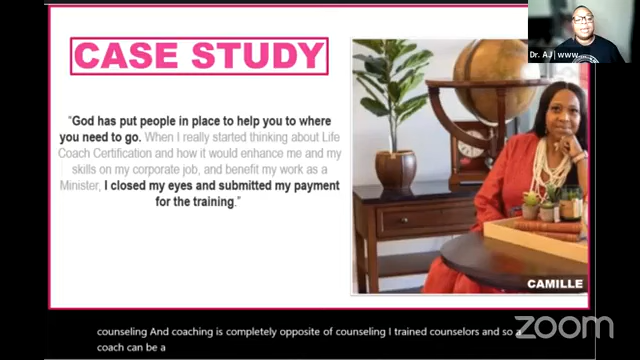 CASE STUDY
Dr. AJ | www
"God has put people in place to help you to where
you need to go. When I really started thinking about Life
Coach Certification and how it would enhance me and my
skills on my corporate job, and benefit my work as a
Minister, I closed my eyes and submitted my payment
for the training."
CAMILLE
counseling And coaching is completely opposite of counseling I trained counselors and so a
coach can be a
zoom